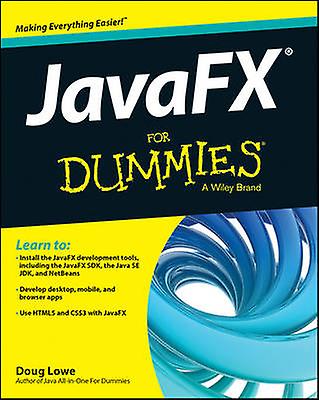 Making Everything Easier!™
JavaFX®
FOR
DUMMIES®
A Wiley Brand
Learn to:
• Install the JavaFX development tools,
including the JavaFX SDK, the Java SE
JDK, and NetBeans
• Develop desktop, mobile, and
browser apps
• Use HTML5 and CSS3 with JavaFX
Doug Lowe
Author of Java All-in-One For Dummies